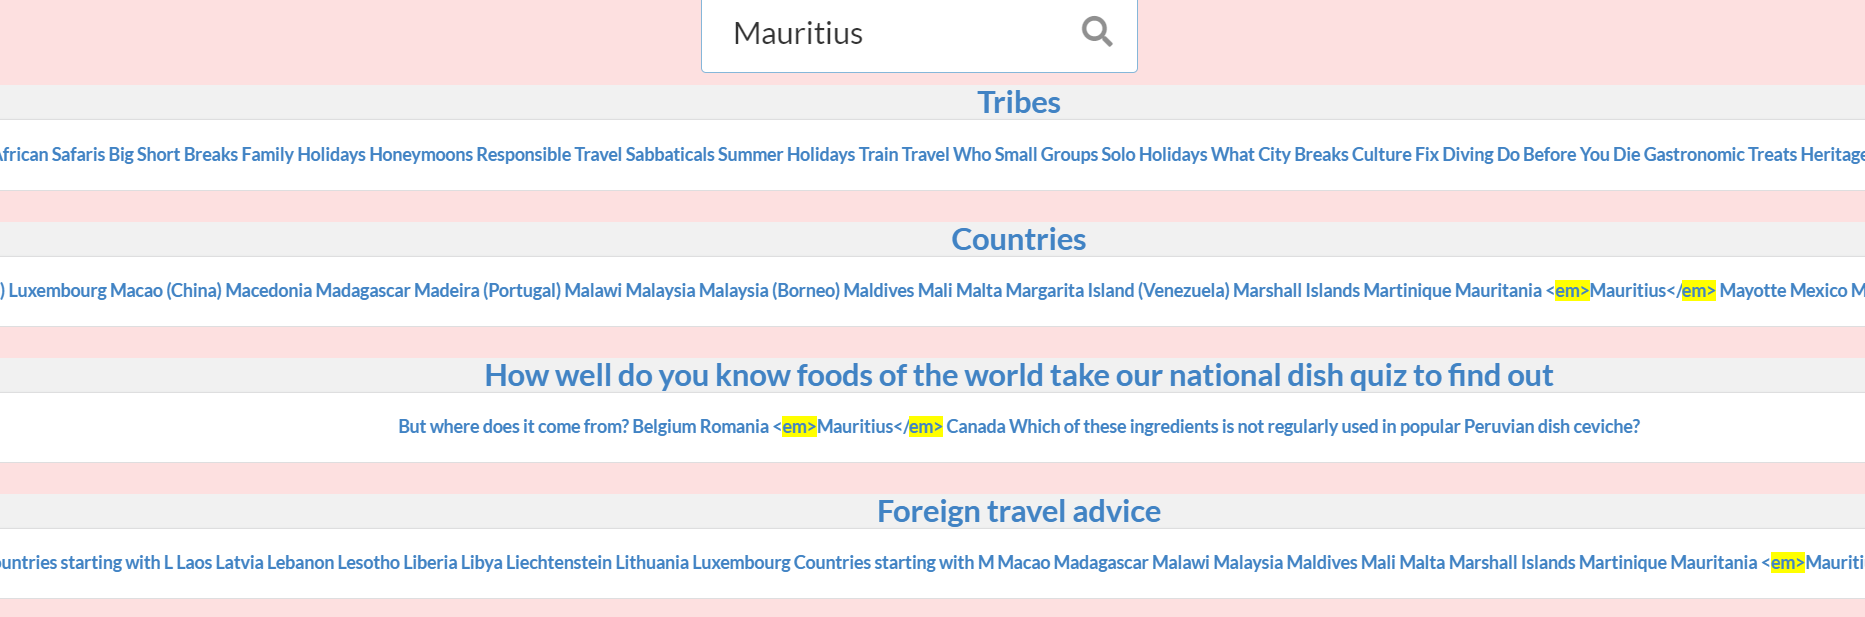 Mauritius
Tribes
African Safaris Big Short Breaks Family Holidays Honeymoons Responsible Travel Sabbaticals Summer Holidays Train Travel Who Small Groups Solo Holidays What City Breaks Culture Fix Diving Do Before You Die Gastronomic Treats Heritage
Countries
) Luxembourg Macao (China) Macedonia Madagascar Madeira (Portugal) Malawi Malaysia Malaysia (Borneo) Maldives Mali Malta Margarita Island (Venezuela) Marshall Islands Martinique Mauritania <em>Mauritius</em> Mayotte Mexico M
How well do you know foods of the world take our national dish quiz to find out
But where does it come from? Belgium Romania <em>Mauritius</em> Canada Which of these ingredients is not regularly used in popular Peruvian dish ceviche?
Foreign travel advice
ountries starting with L Laos Latvia Lebanon Lesotho Liberia Libya Liechtenstein Lithuania Luxembourg Countries starting with M Macao Madagascar Malawi Malaysia Maldives Mali Malta Marshall Islands Martinique Mauritania <em>Mauriti